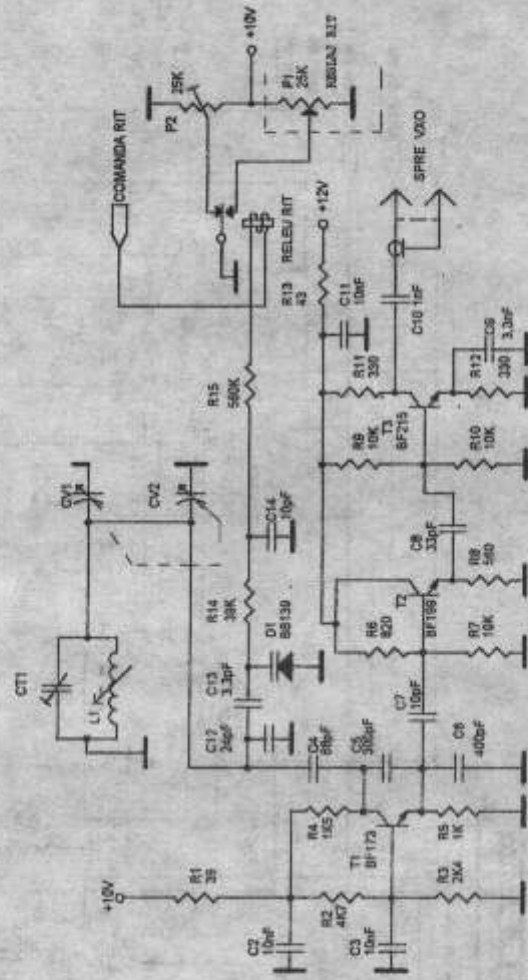 +10V
R1
39
C2
10nF
R2
4K7
C3
10nF
R3
2K4
R4
1K5
T1
BF173
R5
1K
CT1
L1
CV1
CV2
C12
24pF
C13
3,3pF
C4
C5
300pF
C6
400pF
D1
BB139
R14
39K
C14
10pF
R15
560K
C7
10pF
R6
820
R7
10K
T2
BF199
R8
560
C8
33pF
R9
10K
R10
10K
T3
BF215
R11
330
R12
330
C9
3,3nF
C10 1nF
C11
10nF
R13
43
+12V
SPRE VXO
COMANDA RIT
RELEU RIT
P2
25K
+10V
P1
25K
REGLAJ RIT